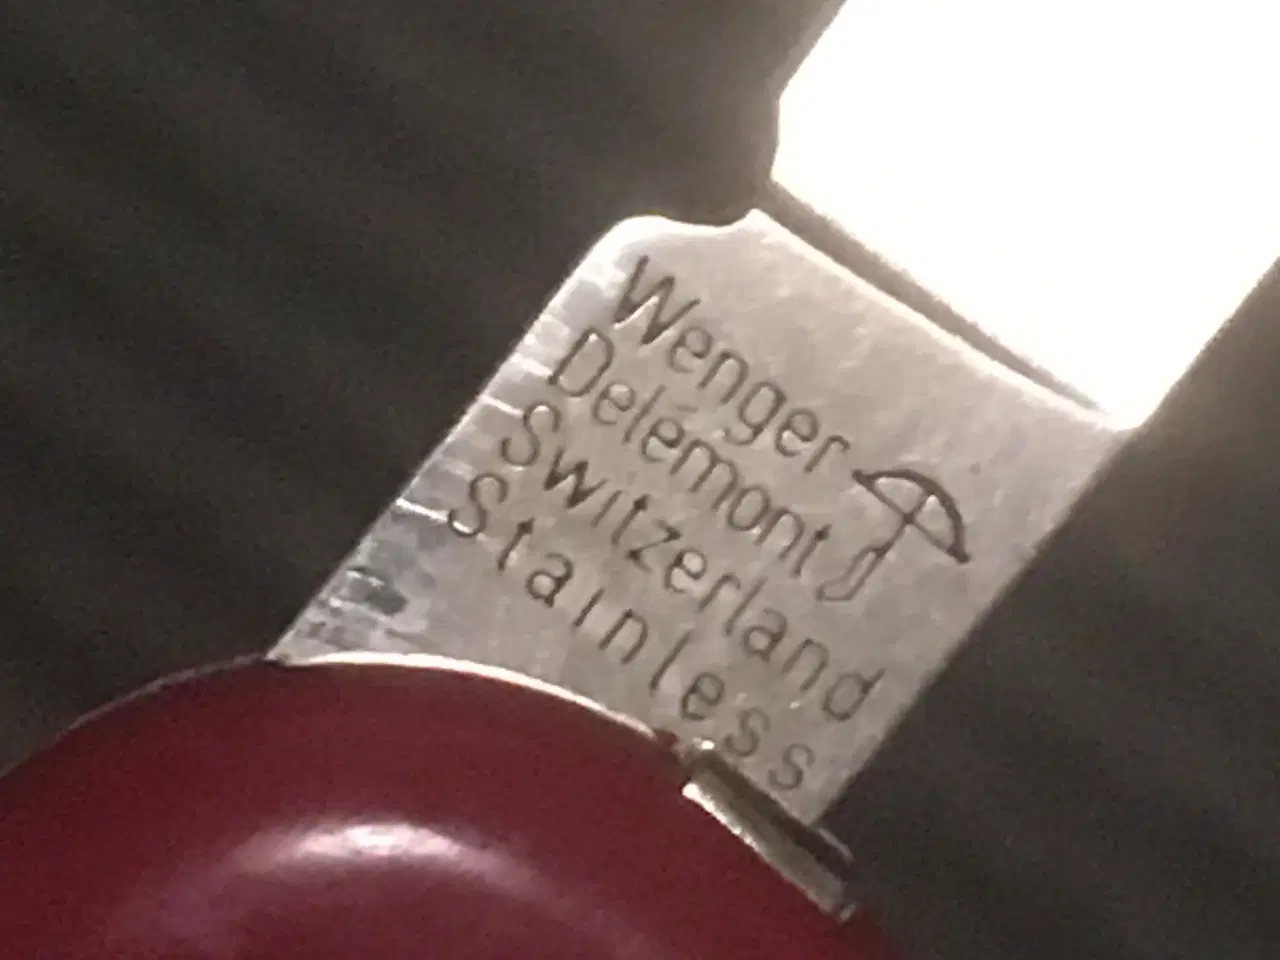 Wenger
Delémont
Switzerland
Stainless